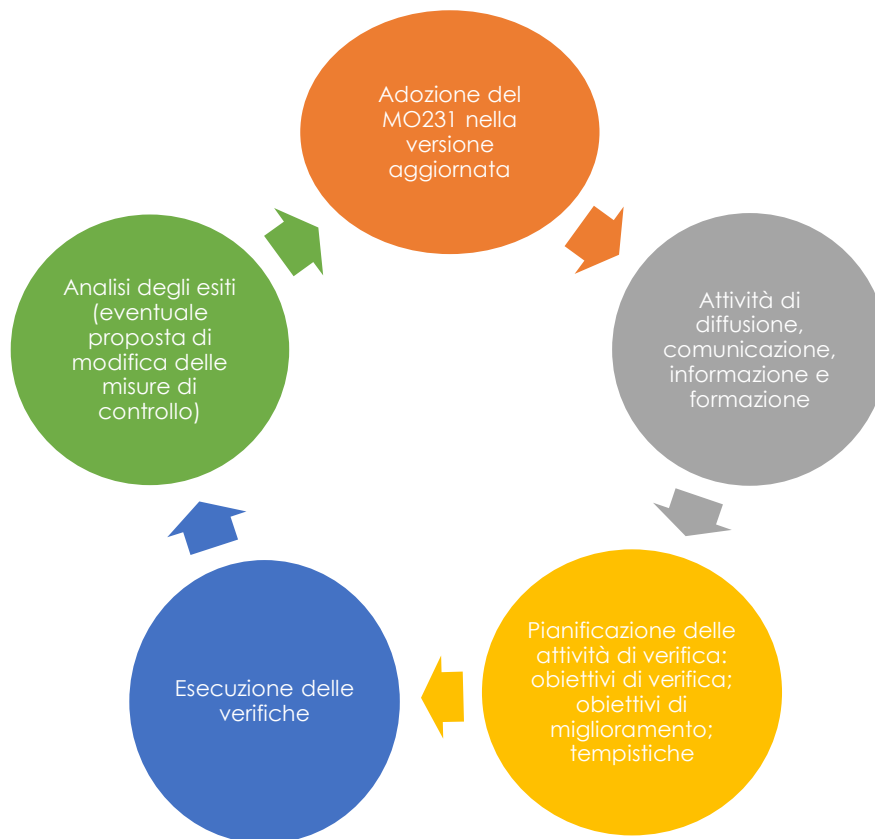 Adozione del
MO231 nella
versione
aggiornata
Attività di
diffusione,
comunicazione,
informazione e
formazione
Pianificazione delle
attività di verifica:
obiettivi di verifica;
obiettivi di
miglioramento;
tempistiche
Esecuzione delle
verifiche
Analisi degli esiti
(eventuale
proposta di
modifica delle
misure di
controllo)